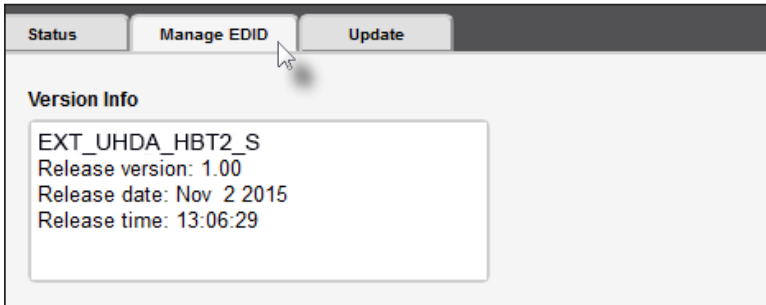 Status Manage EDID Update
Version Info
EXT_UHDA_HBT2_S
Release version: 1.00
Release date: Nov  2 2015
Release time: 13:06:29